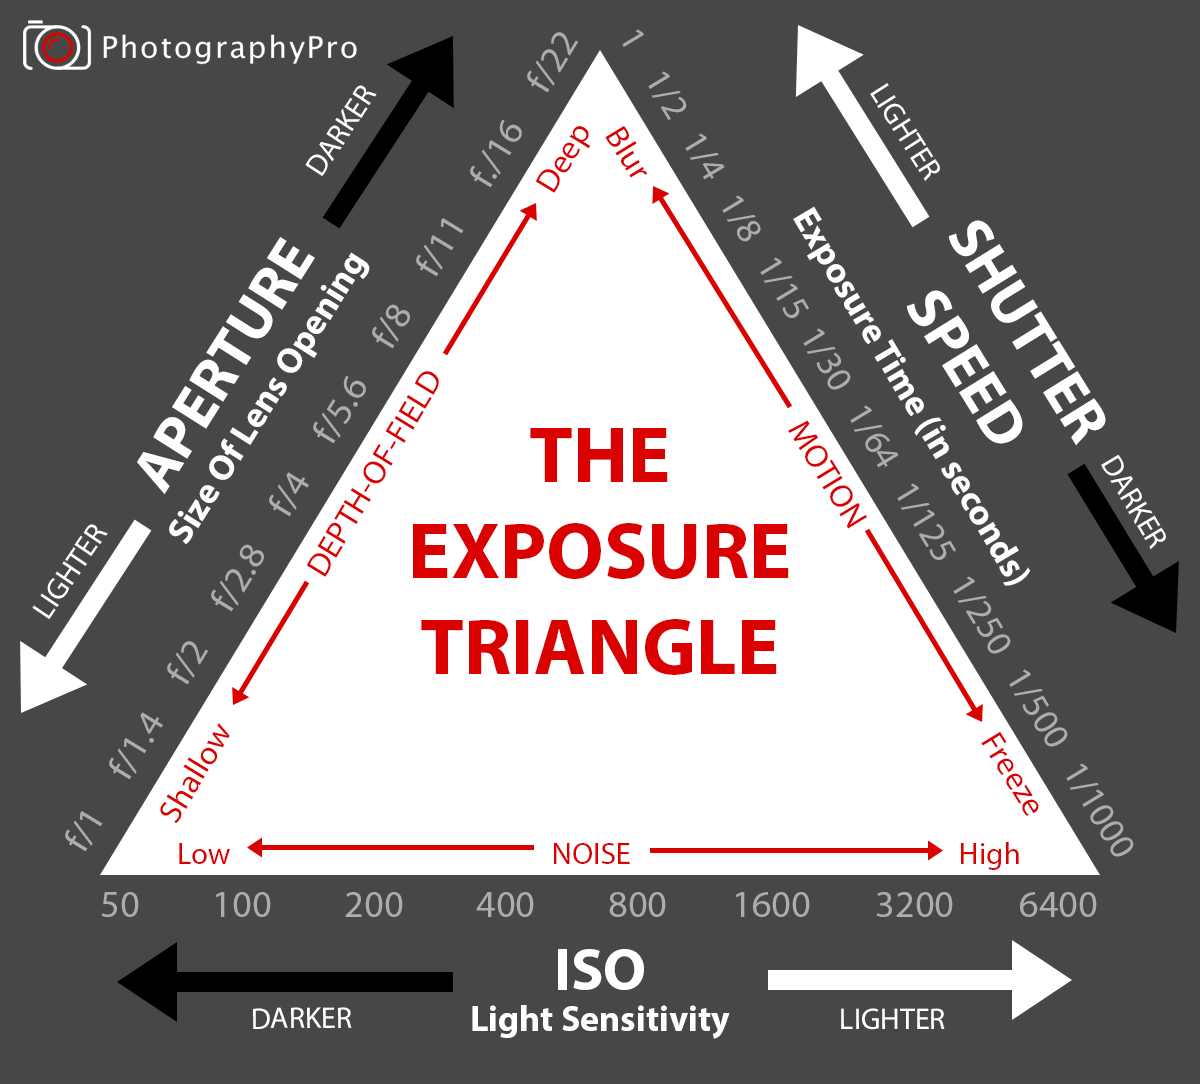 PhotographyPro
DARKER
APERTURE
Size Of Lens Opening
LIGHTER
f/22
f./16
f/11
f/8
f/5.6
f/4
f/2.8
f/2
f/1.4
f/1
Deep
DEPTH-OF-FIELD
Shallow
THE
EXPOSURE
TRIANGLE
Blur
MOTION
Freeze
1
1/2
1/4
1/8
1/15
1/30
1/64
1/125
1/250
1/500
1/1000
LIGHTER
SHUTTER
SPEED
Exposure Time (in seconds)
DARKER
Low NOISE High
50 100 200 400 800 1600 3200 6400
ISO
Light Sensitivity
DARKER
LIGHTER